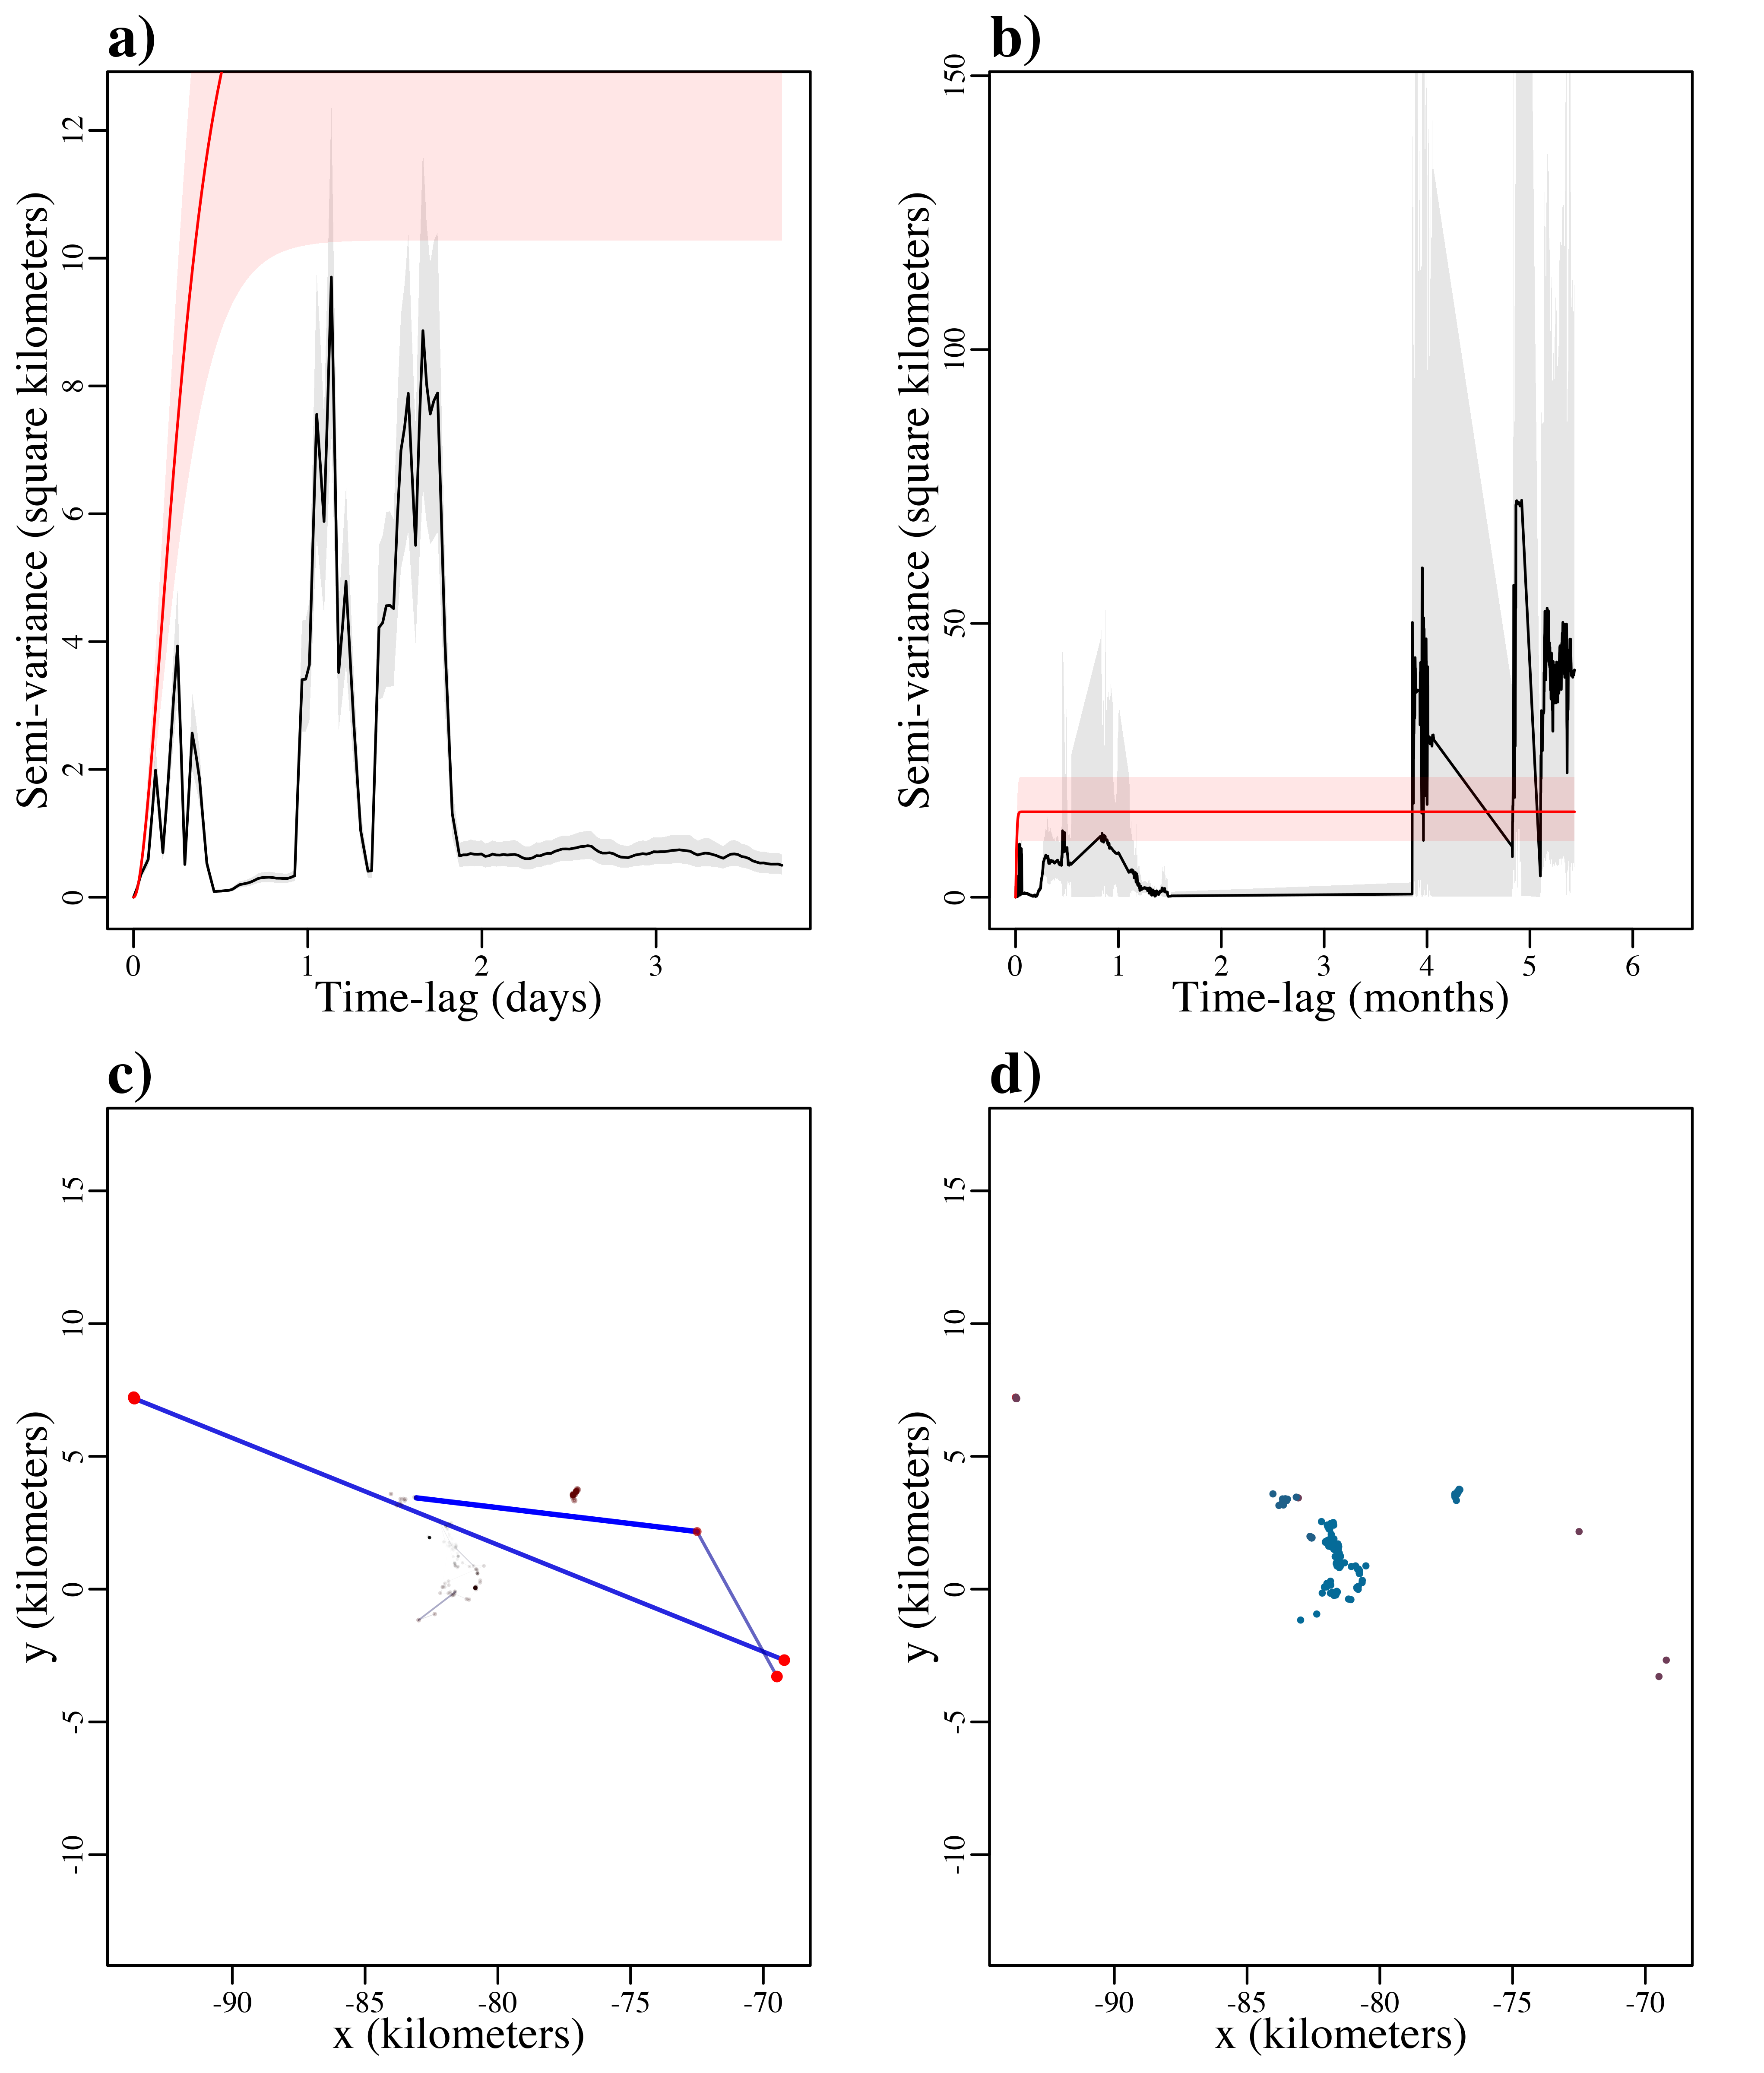 a)
Semi-variance (square kilometers)
0 2 4 6 8 10 12
0 1 2 3
Time-lag (days)
b)
Semi-variance (square kilometers)
0 50 100 150
0 1 2 3 4 5 6
Time-lag (months)
c)
y (kilometers)
-10 -5 0 5 10 15
-90 -85 -80 -75 -70
x (kilometers)
d)
y (kilometers)
-10 -5 0 5 10 15
-90 -85 -80 -75 -70
x (kilometers)